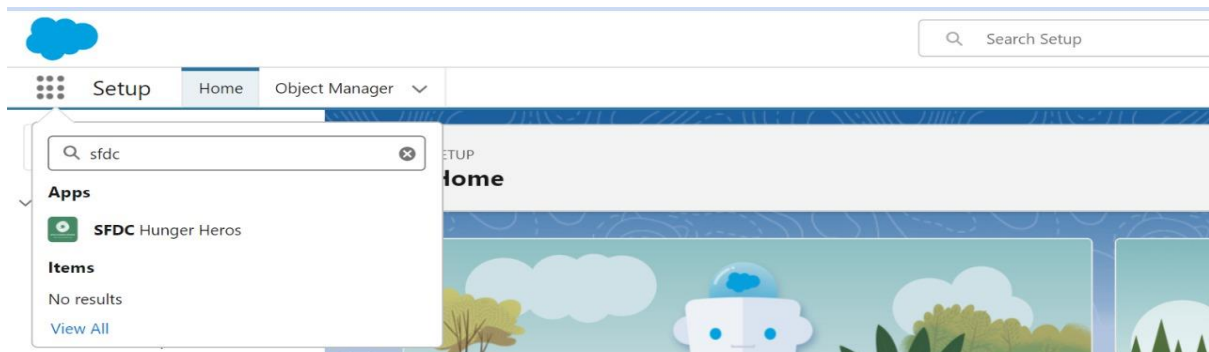 Search Setup
Setup Home Object Manager
sfdc
ETUP
Home
Apps
SFDC Hunger Heros
Items
No results
View All